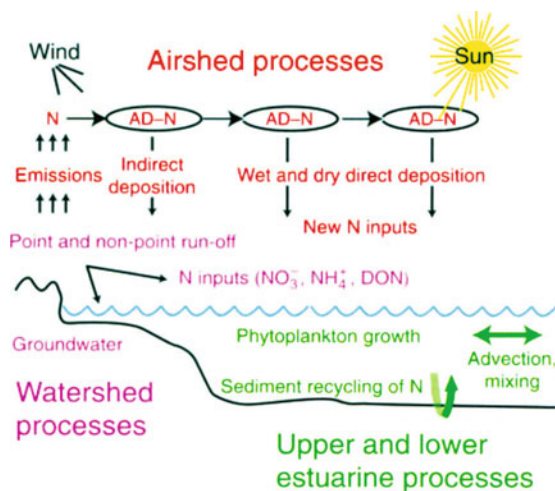 Wind
Airshed processes
Sun
N
AD–N
AD–N
AD–N
Emissions
Indirect
deposition
Wet and dry direct deposition
New N inputs
Point and non-point run-off
N inputs (NO₃⁻, NH₄⁺, DON)
Groundwater
Phytoplankton growth
Advection,
mixing
Watershed
processes
Sediment recycling of N
Upper and lower
estuarine processes